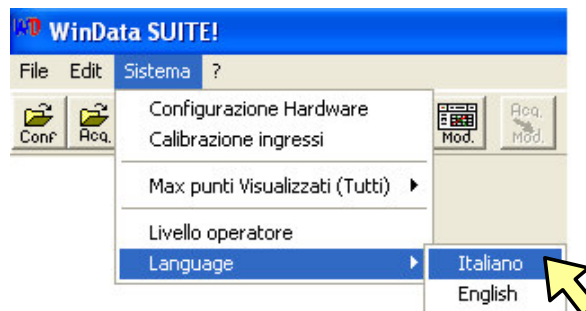 WD WinData SUITE!
File Edit Sistema ?
Conf Acq. Mod. Acq. Mod.
Configurazione Hardware
Calibrazione ingressi
Max punti Visualizzati (Tutti)
Livello operatore
Language
Italiano
English